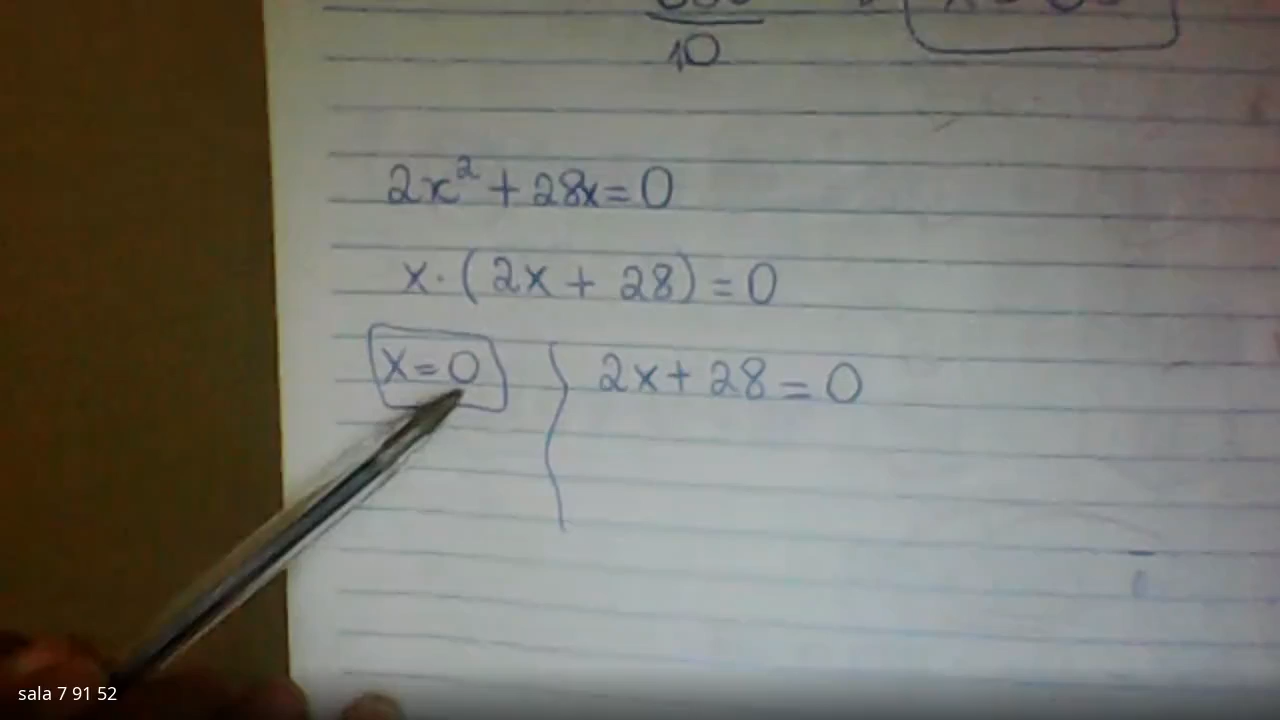 10
2x² + 28x = 0
x · (2x + 28) = 0
x = 0
2x + 28 = 0
sala 7 91 52